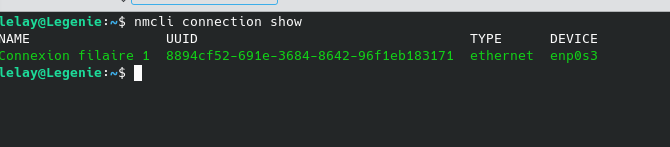 lelay@Legenie:~$ nmcli connection show
NAME UUID TYPE DEVICE
Connexion filaire 1 8894cf52-691e-3684-8642-96f1eb183171 ethernet enp0s3
lelay@Legenie:~$